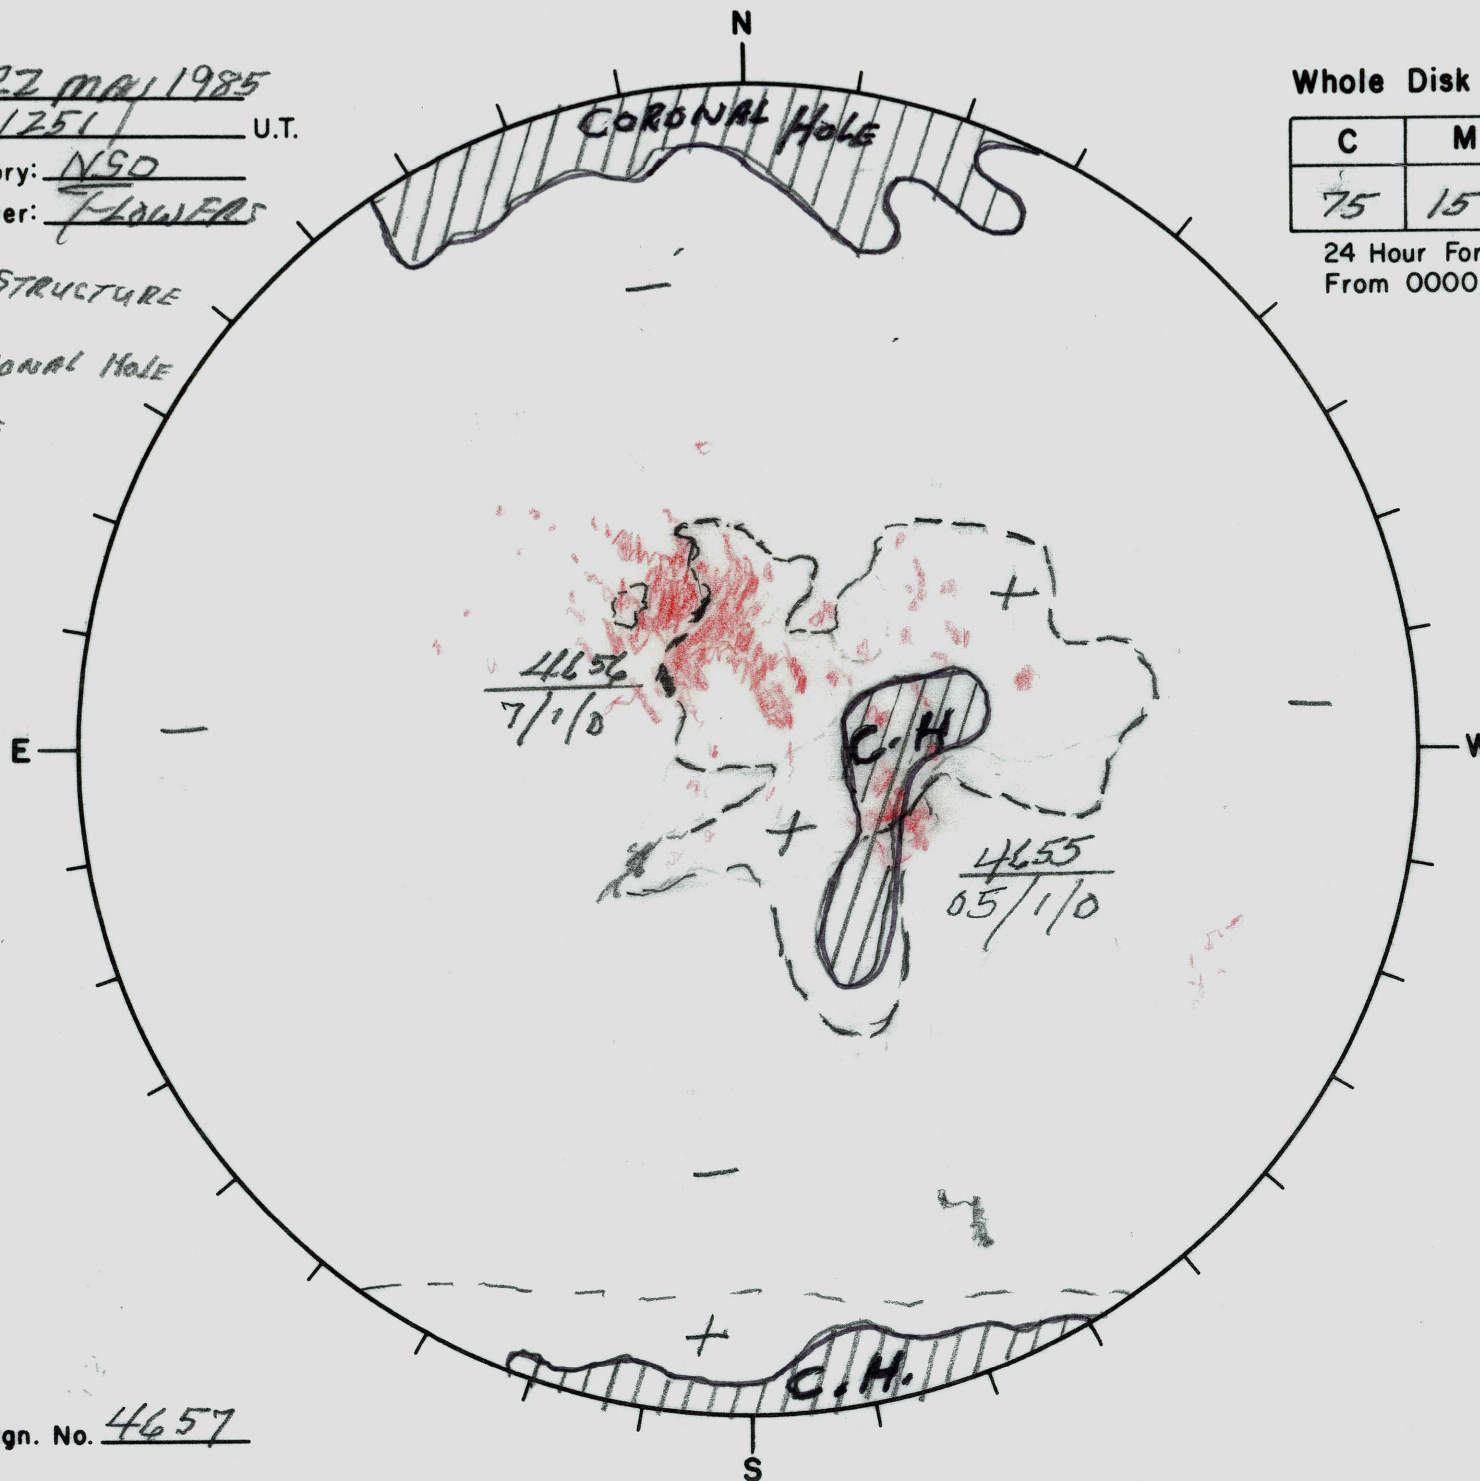 N
22 MAY 1985
1251 U.T.
ory: NSO
er: FLOWERS
STRUCTURE
ONAL HOLE
Whole Disk
C M
75 15
24 Hour For
From 0000
CORONAL HOLE
4656
7/1/0
+
C.H
E
W
+
4655
05/1/0
+
C.H.
gn. No. 4657
S